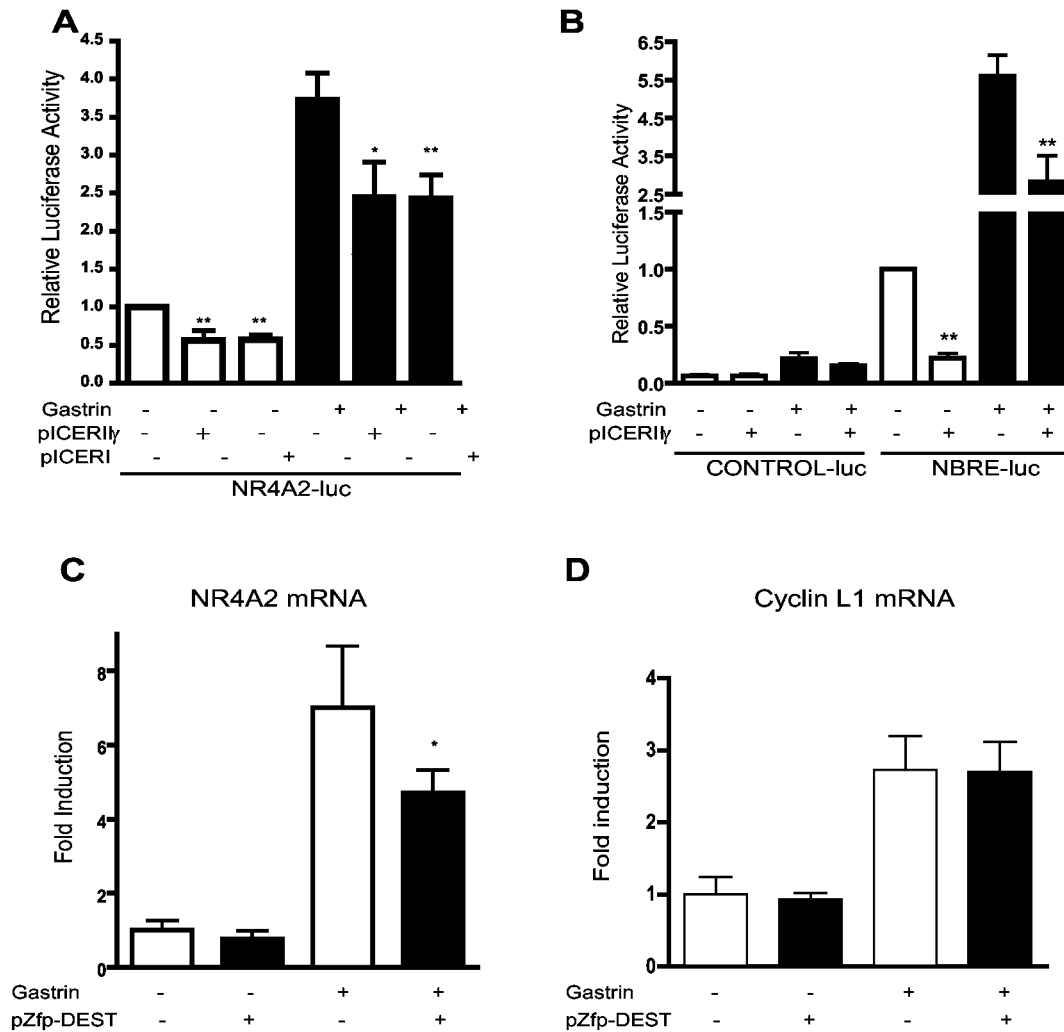 A
Relative Luciferase Activity
4.5
4.0
3.5
3.0
2.5
2.0
1.5
1.0
0.5
0.0
** ** * **
Gastrin - - - + + +
pICERIIγ - + - - + -
pICERI - - + - - +
NR4A2-luc
B
Relative Luciferase Activity
6.5
5.5
4.5
3.5
2.5
1.5
1.0
0.5
0.0
** **
Gastrin - - + + - - + +
pICERIIγ - + - + - + - +
CONTROL-luc NBRE-luc
C
NR4A2 mRNA
Fold Induction
8
6
4
2
0
*
Gastrin - - + +
pZfp-DEST - + - +
D
Cyclin L1 mRNA
Fold induction
4
3
2
1
0
Gastrin - - + +
pZfp-DEST - + - +